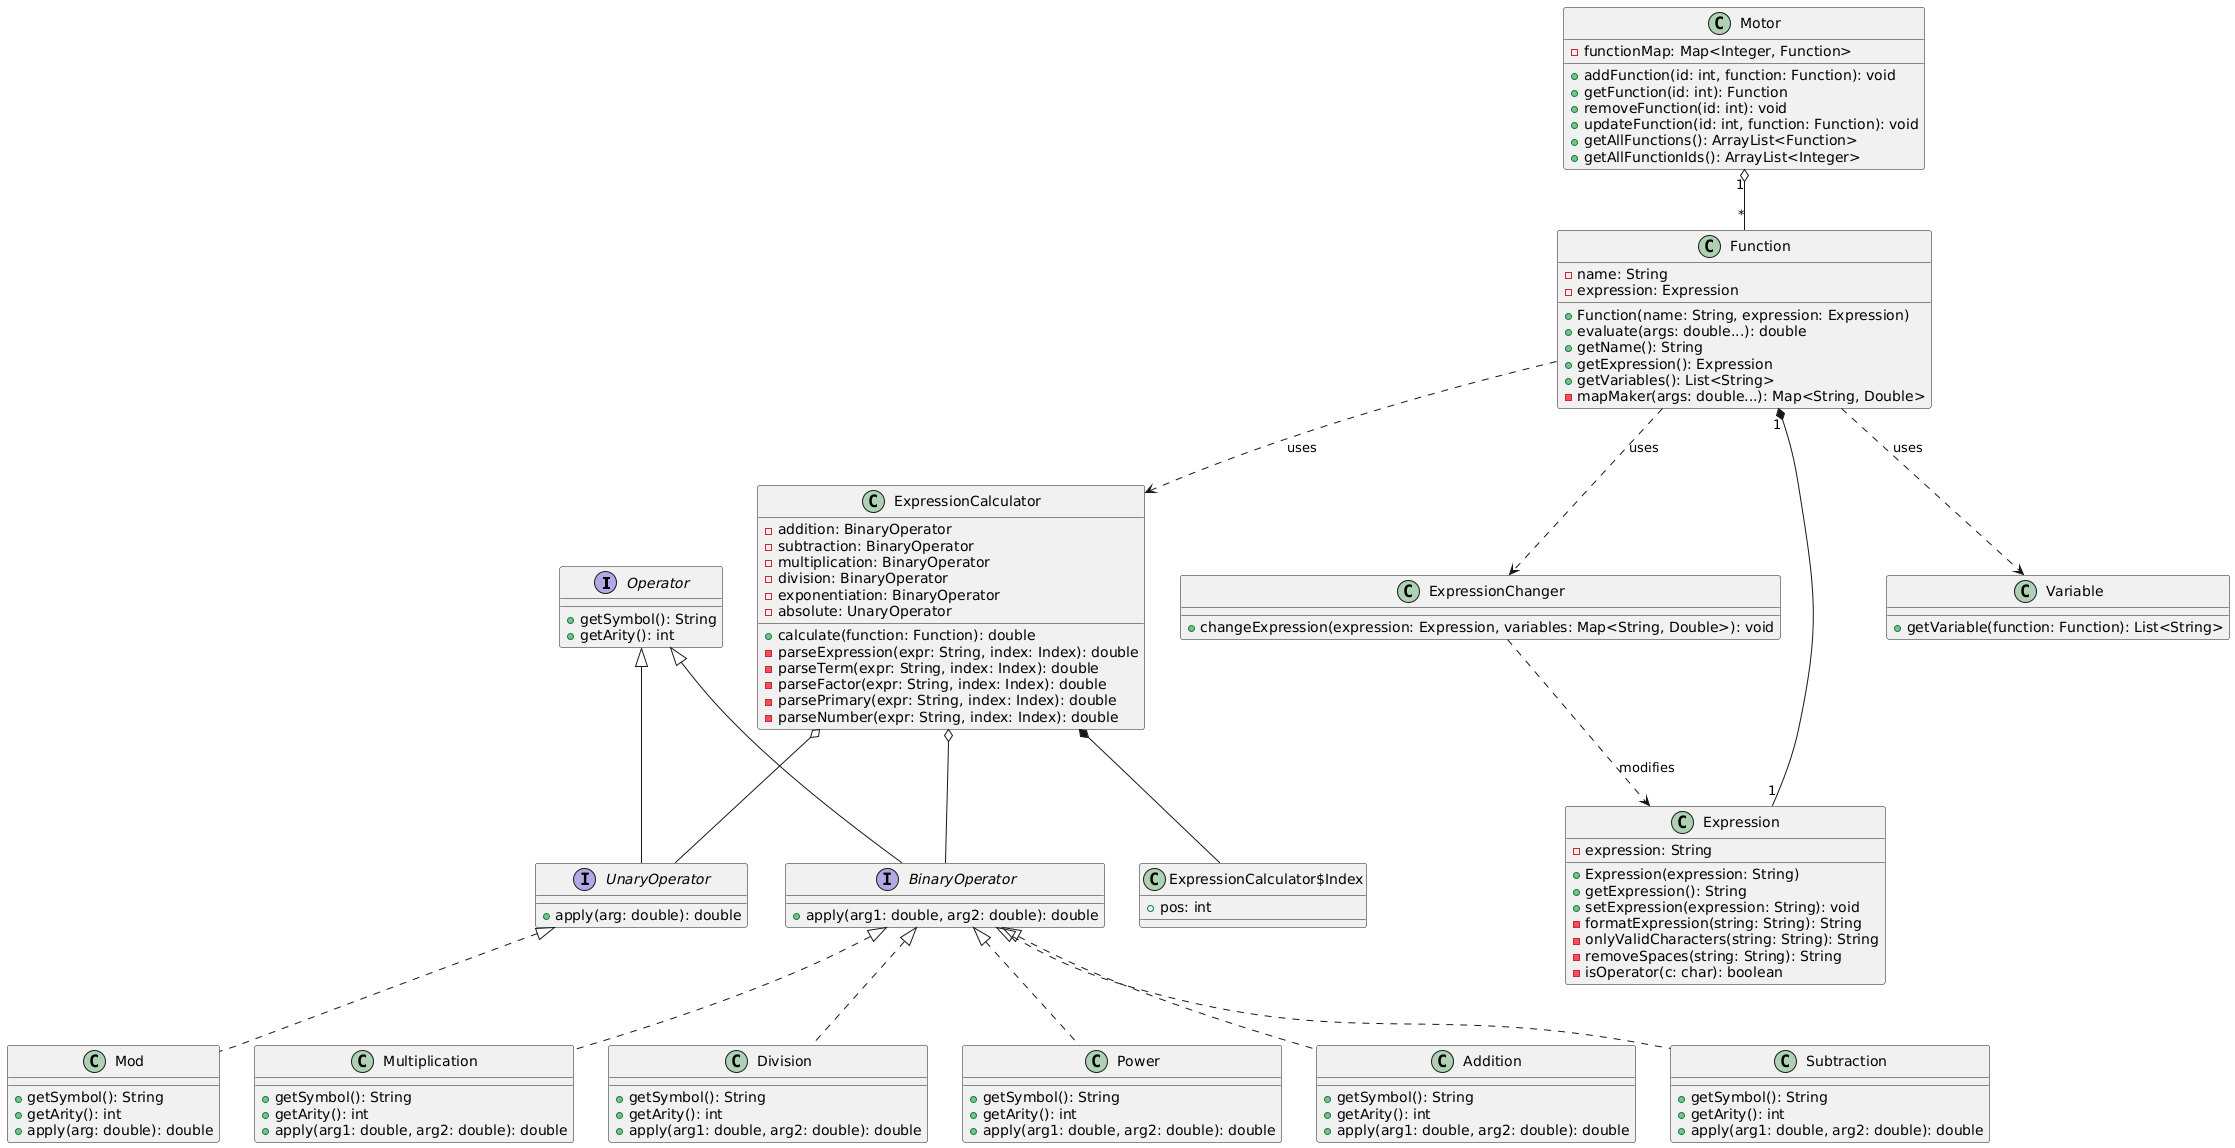 C Motor
functionMap: Map<Integer, Function>
addFunction(id: int, function: Function): void
getFunction(id: int): Function
removeFunction(id: int): void
updateFunction(id: int, function: Function): void
getAllFunctions(): ArrayList<Function>
getAllFunctionIds(): ArrayList<Integer>
1
*
C Function
name: String
expression: Expression
Function(name: String, expression: Expression)
evaluate(args: double...): double
getName(): String
getExpression(): Expression
getVariables(): List<String>
mapMaker(args: double...): Map<String, Double>
1
uses
uses
uses
C ExpressionCalculator
addition: BinaryOperator
subtraction: BinaryOperator
multiplication: BinaryOperator
division: BinaryOperator
exponentiation: BinaryOperator
absolute: UnaryOperator
calculate(function: Function): double
parseExpression(expr: String, index: Index): double
parseTerm(expr: String, index: Index): double
parseFactor(expr: String, index: Index): double
parsePrimary(expr: String, index: Index): double
parseNumber(expr: String, index: Index): double
I Operator
getSymbol(): String
getArity(): int
C ExpressionChanger
changeExpression(expression: Expression, variables: Map<String, Double>): void
C Variable
getVariable(function: Function): List<String>
modifies
1
C Expression
expression: String
Expression(expression: String)
getExpression(): String
setExpression(expression: String): void
formatExpression(string: String): String
onlyValidCharacters(string: String): String
removeSpaces(string: String): String
isOperator(c: char): boolean
I UnaryOperator
apply(arg: double): double
I BinaryOperator
apply(arg1: double, arg2: double): double
C ExpressionCalculator$Index
pos: int
C Mod
getSymbol(): String
getArity(): int
apply(arg: double): double
C Multiplication
getSymbol(): String
getArity(): int
apply(arg1: double, arg2: double): double
C Division
getSymbol(): String
getArity(): int
apply(arg1: double, arg2: double): double
C Power
getSymbol(): String
getArity(): int
apply(arg1: double, arg2: double): double
C Addition
getSymbol(): String
getArity(): int
apply(arg1: double, arg2: double): double
C Subtraction
getSymbol(): String
getArity(): int
apply(arg1: double, arg2: double): double